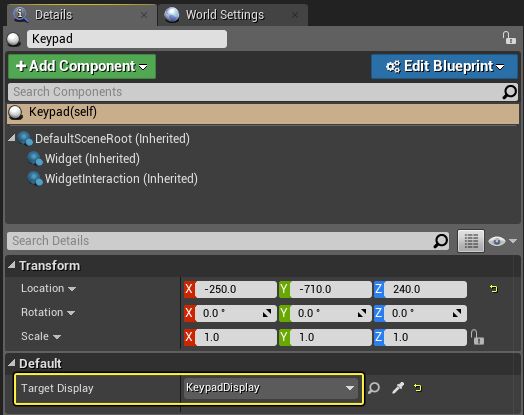 Details
World Settings
Keypad
+ Add Component
Edit Blueprint
Search Components
Keypad(self)
DefaultSceneRoot (Inherited)
Widget (Inherited)
WidgetInteraction (Inherited)
Search Details
Transform
Location X -250.0 Y -710.0 Z 240.0
Rotation X 0.0 ° Y 0.0 ° Z 0.0 °
Scale X 1.0 Y 1.0 Z 1.0
Default
Target Display KeypadDisplay